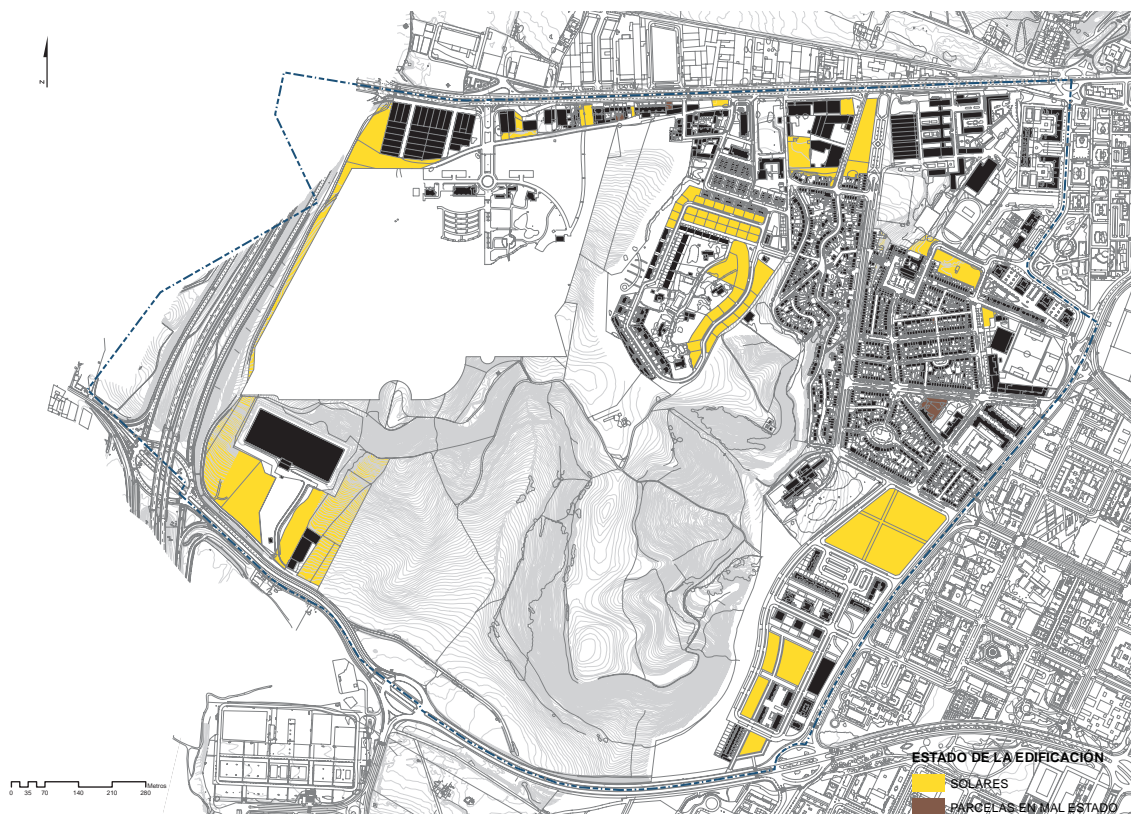 N
0 35 70 140 210 280
Metros
ESTADO DE LA EDIFICACIÓN
SOLARES
PARCELAS EN MAL ESTADO